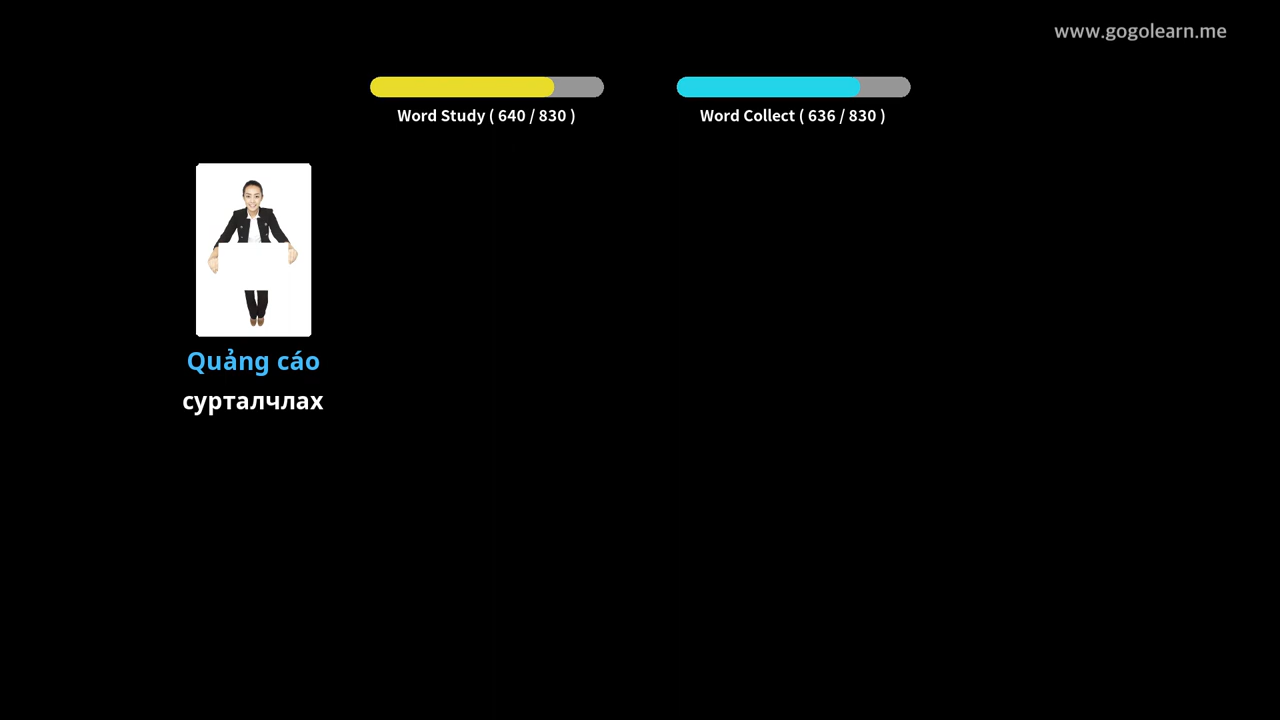 www.gogolearn.me
Word Study ( 640 / 830 )
Word Collect ( 636 / 830 )
Quảng cáo
сурталчлах